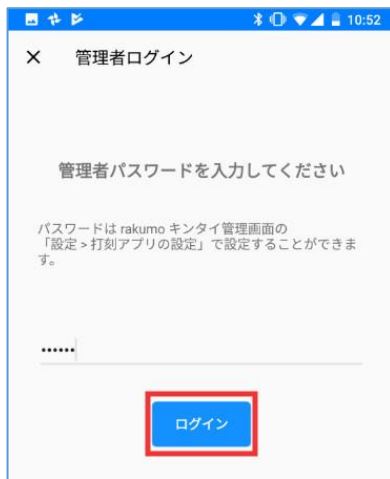 10:52
管理者ログイン
管理者パスワードを入力してください
パスワードは rakumo キンタイ管理画面の
「設定 > 打刻アプリの設定」で設定することができま
す。
••••••
ログイン